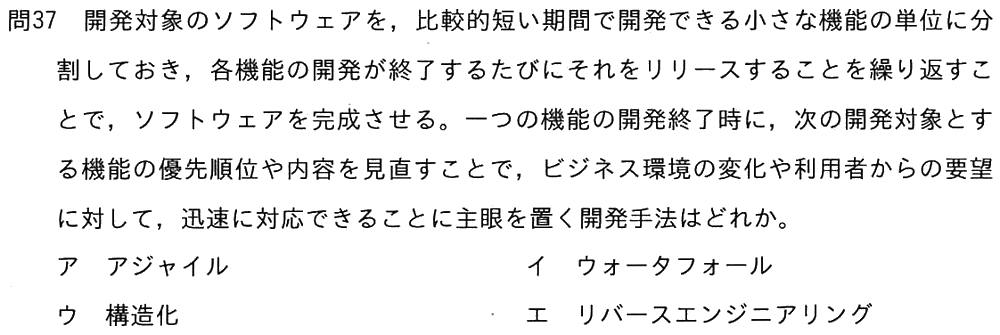 問37 開発対象のソフトウェアを，比較的短い期間で開発できる小さな機能の単位に分
割しておき，各機能の開発が終了するたびにそれをリリースすることを繰り返すこ
とで，ソフトウェアを完成させる。一つの機能の開発終了時に，次の開発対象とす
る機能の優先順位や内容を見直すことで，ビジネス環境の変化や利用者からの要望
に対して，迅速に対応できることに主眼を置く開発手法はどれか。
ア アジャイル イ ウォータフォール
ウ 構造化 エ リバースエンジニアリング